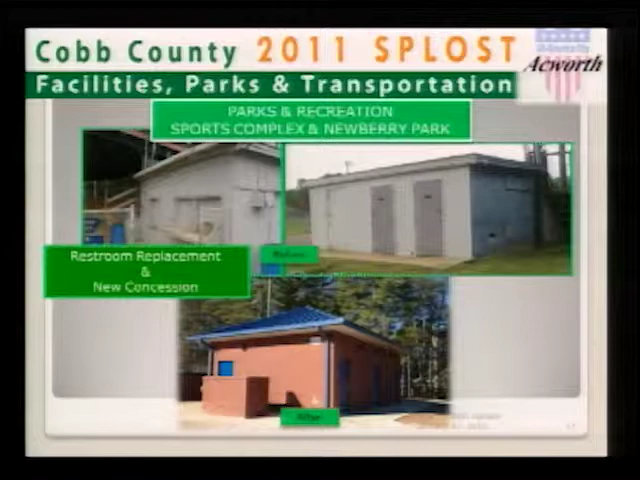 Cobb County 2011 SPLOST
Acworth
Facilities, Parks & Transportation
PARKS & RECREATION
SPORTS COMPLEX & NEWBERRY PARK
Restroom Replacement
&
New Concession
Before
After